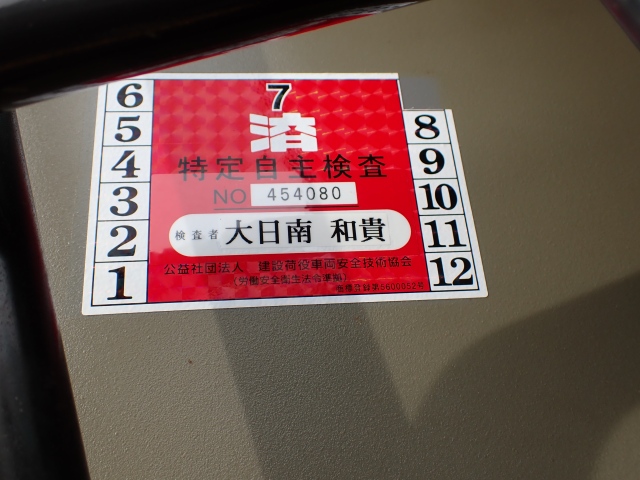 7
済
特定自主検査
NO 454080
検査者 大日南 和貴
公益社団法人 建設荷役車両安全技術協会
(労働安全衛生法令準拠)
6
5
4
3
2
1
8
9
10
11
12